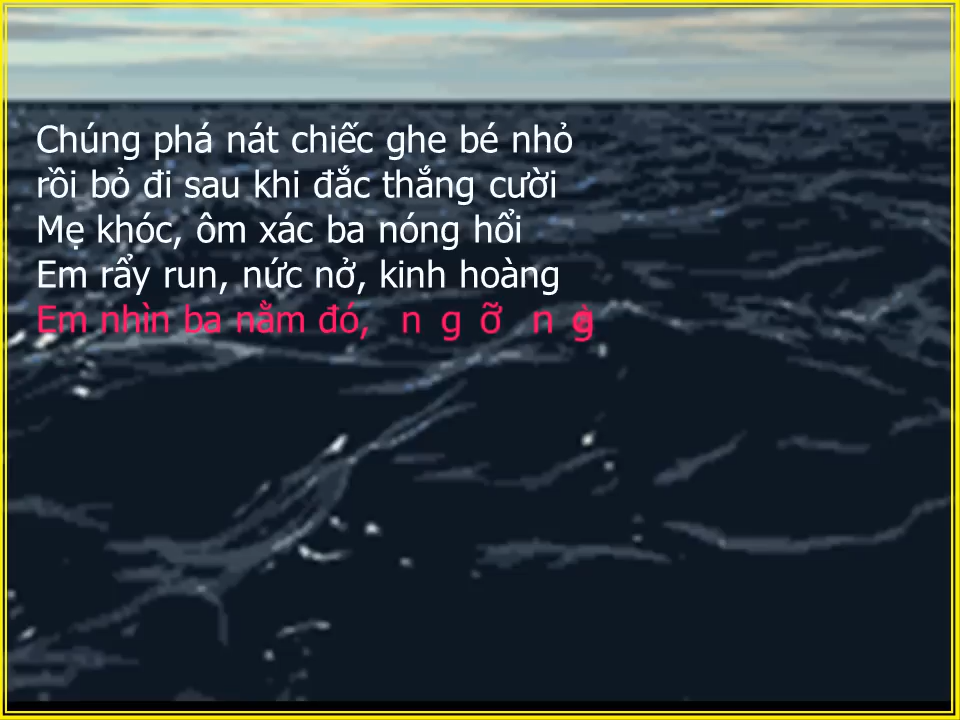 Chúng phá nát chiếc ghe bé nhỏ
rồi bỏ đi sau khi đắc thắng cười
Mẹ khóc, ôm xác ba nóng hổi
Em rẩy run, nức nở, kinh hoàng
Em nhìn ba nằm đó, n g ỡ